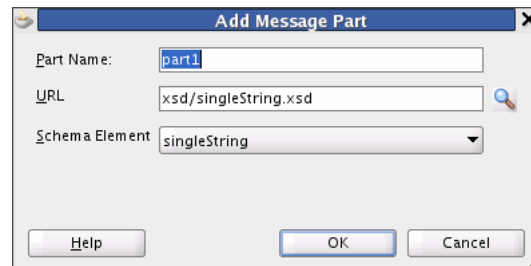 Add Message Part
Part Name: part1
URL xsd/singleString.xsd
Schema Element singleString
Help OK Cancel